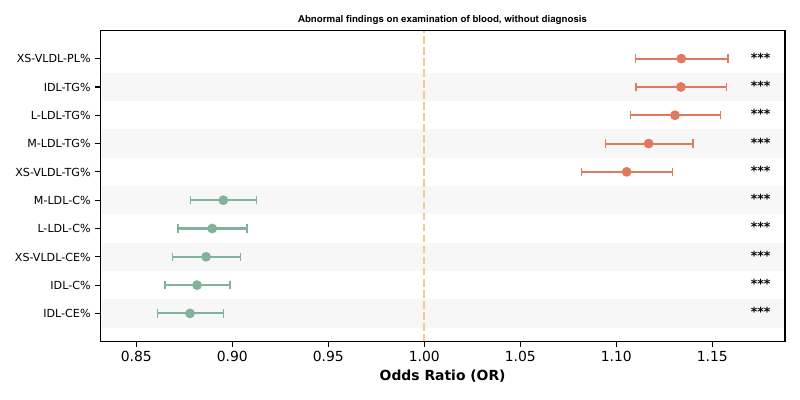 Abnormal findings on examination of blood, without diagnosis
XS-VLDL-PL% ***
IDL-TG% ***
L-LDL-TG% ***
M-LDL-TG% ***
XS-VLDL-TG% ***
M-LDL-C% ***
L-LDL-C% ***
XS-VLDL-CE% ***
IDL-C% ***
IDL-CE% ***
0.85 0.90 0.95 1.00 1.05 1.10 1.15
Odds Ratio (OR)